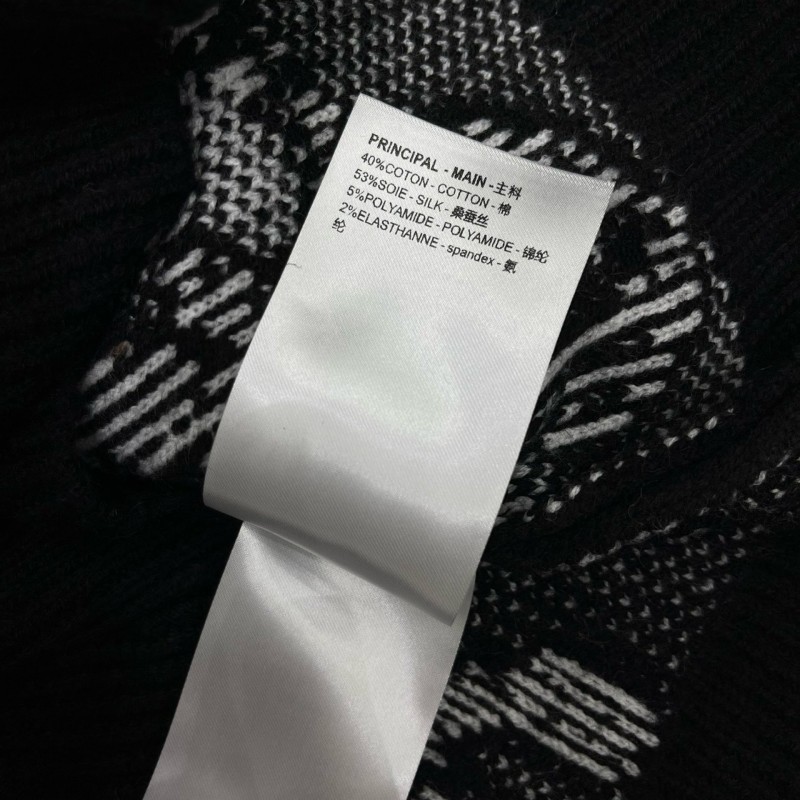 PRINCIPAL - MAIN -主料
40%COTON - COTTON - 棉
53%SOIE - SILK - 桑蚕丝
5%POLYAMIDE - POLYAMIDE - 锦纶
2%ELASTHANNE - spandex - 氨
纶